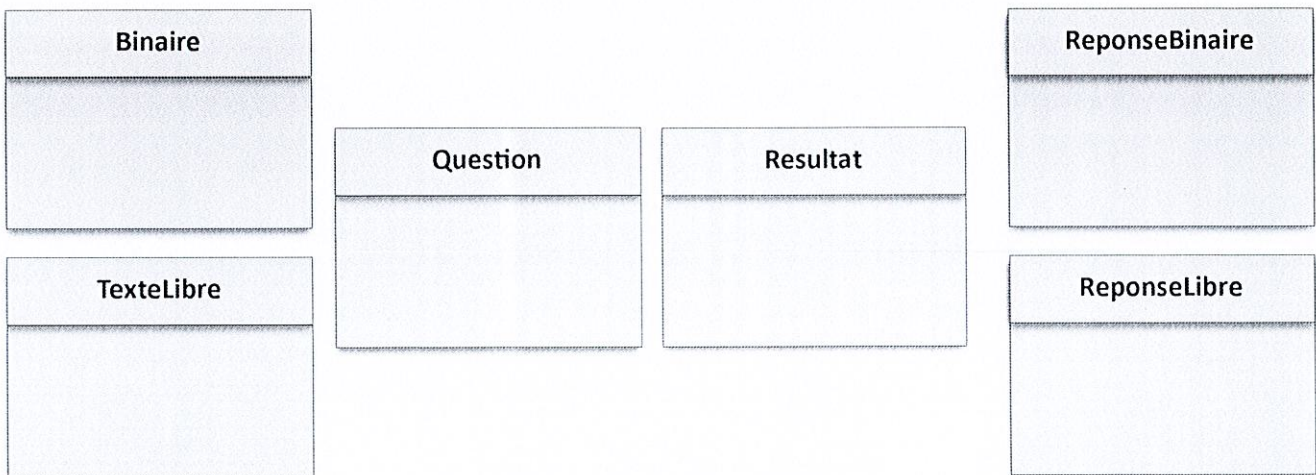 Binaire
TexteLibre
Question
Resultat
ReponseBinaire
ReponseLibre